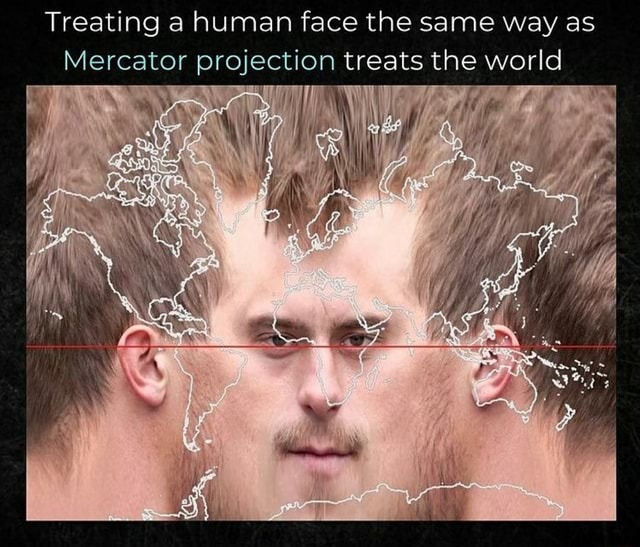 Treating a human face the same way as
Mercator projection treats the world